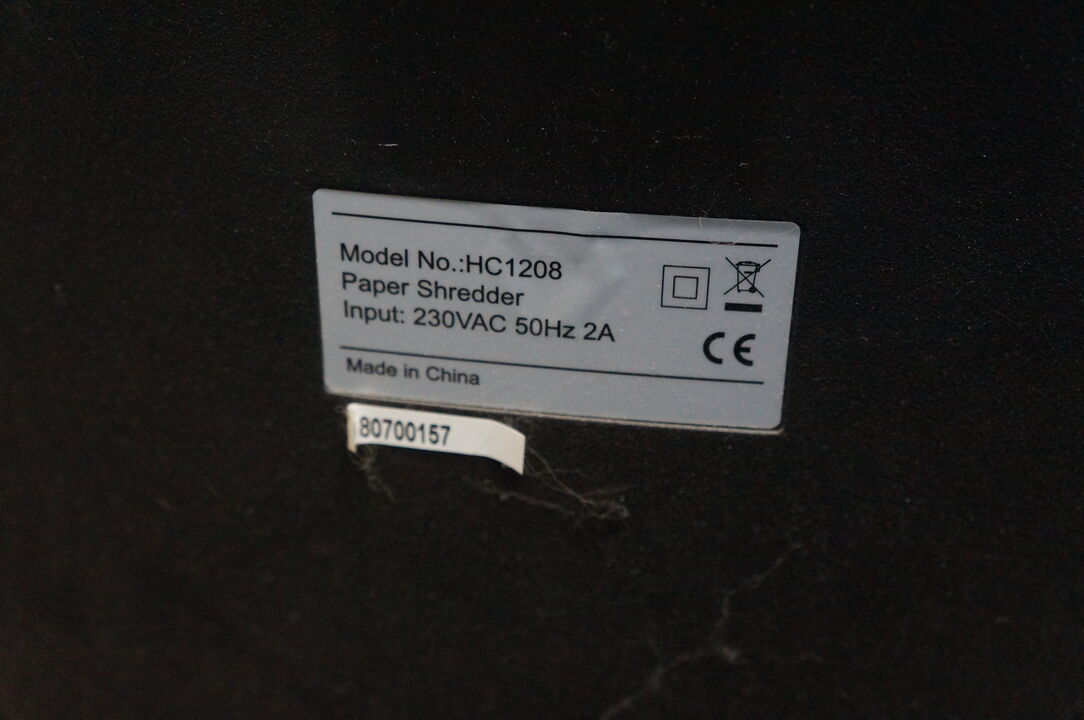 Model No.:HC1208
Paper Shredder
Input: 230VAC 50Hz 2A
CE
Made in China
80700157